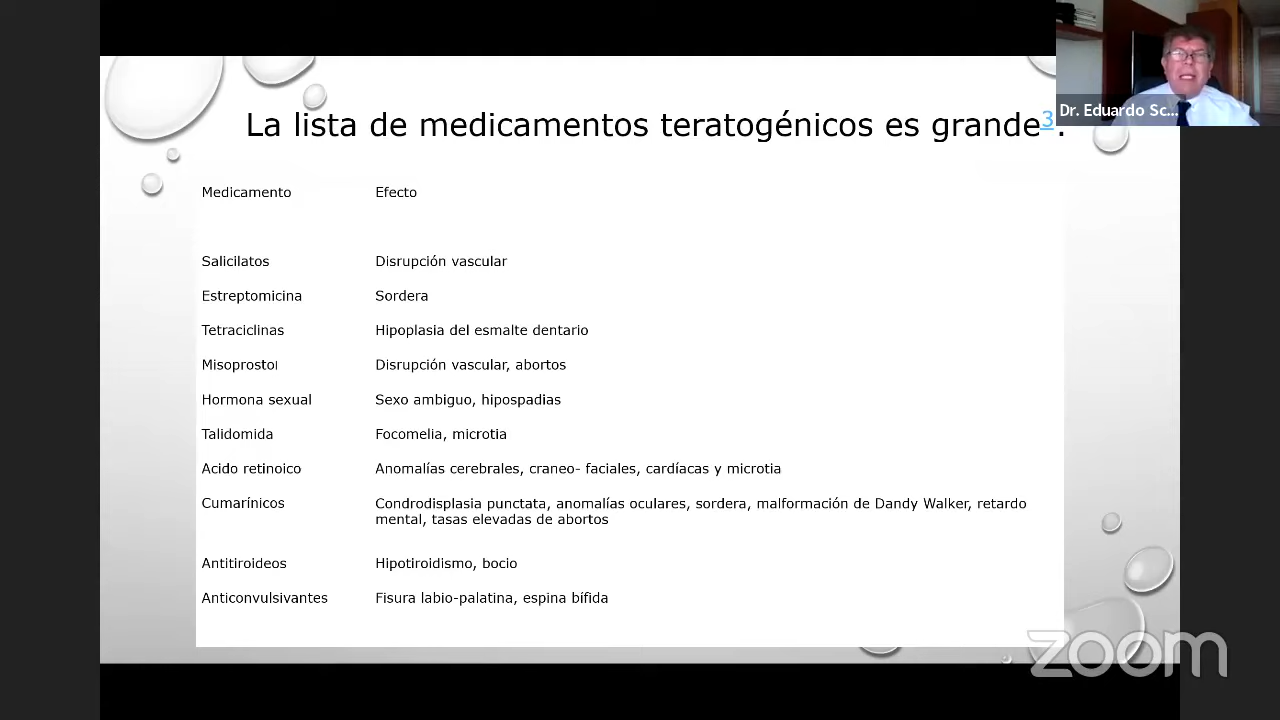 La lista de medicamentos teratogénicos es grande3.
Dr. Eduardo Sc...
Medicamento Efecto
Salicilatos Disrupción vascular
Estreptomicina Sordera
Tetraciclinas Hipoplasia del esmalte dentario
Misoprostol Disrupción vascular, abortos
Hormona sexual Sexo ambiguo, hipospadias
Talidomida Focomelia, microtia
Acido retinoico Anomalías cerebrales, craneo- faciales, cardíacas y microtia
Cumarínicos Condrodisplasia punctata, anomalías oculares, sordera, malformación de Dandy Walker, retardo
mental, tasas elevadas de abortos
Antitiroideos Hipotiroidismo, bocio
Anticonvulsivantes Fisura labio-palatina, espina bífida
zoom